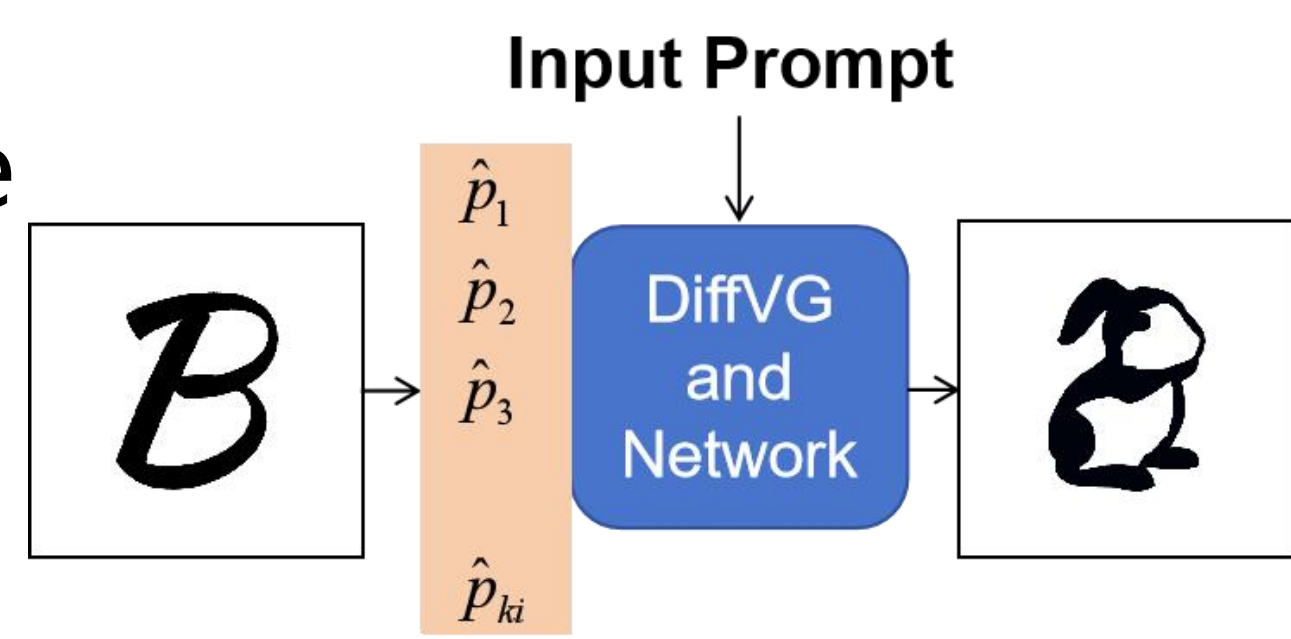 Input Prompt
e
B
p̂₁
p̂₂
p̂₃
p̂ₖᵢ
DiffVG
and
Network